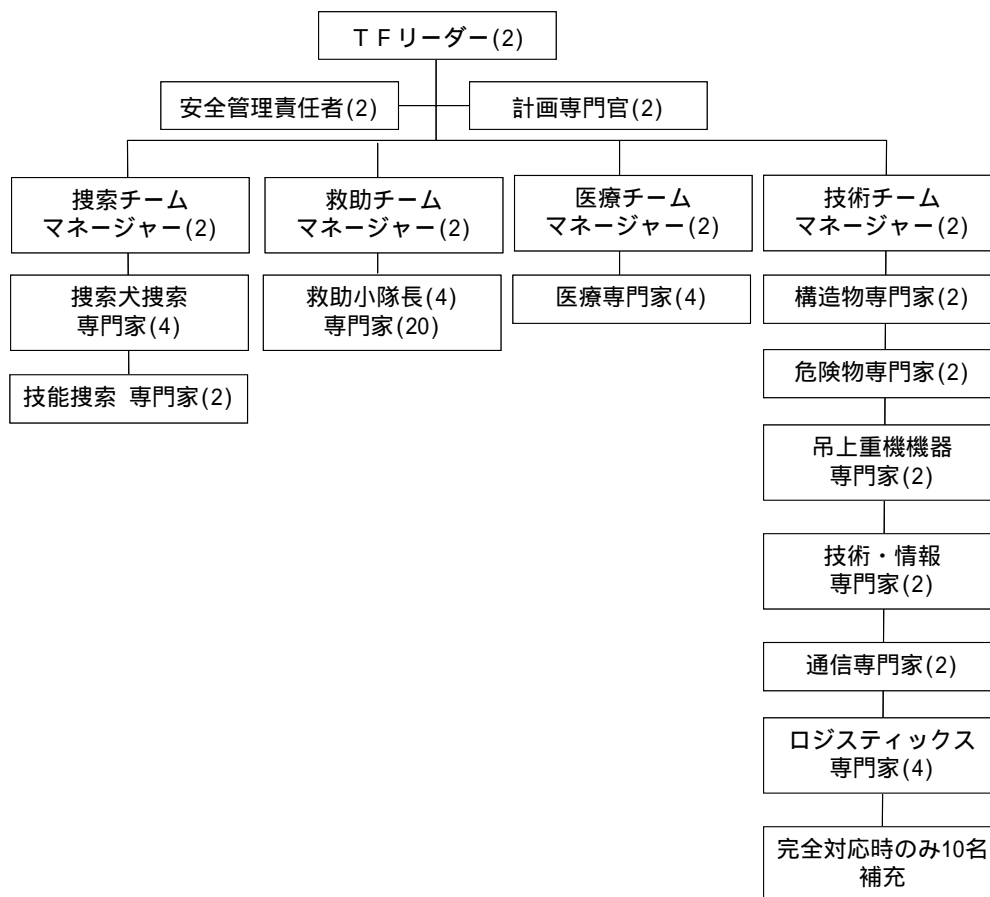 ＴＦリーダー(2)
安全管理責任者(2)
計画専門官(2)
捜索チーム
マネージャー(2)
救助チーム
マネージャー(2)
医療チーム
マネージャー(2)
技術チーム
マネージャー(2)
捜索犬捜索
専門家(4)
救助小隊長(4)
専門家(20)
医療専門家(4)
構造物専門家(2)
技能捜索 専門家(2)
危険物専門家(2)
吊上重機機器
専門家(2)
技術・情報
専門家(2)
通信専門家(2)
ロジスティックス
専門家(4)
完全対応時のみ10名
補充